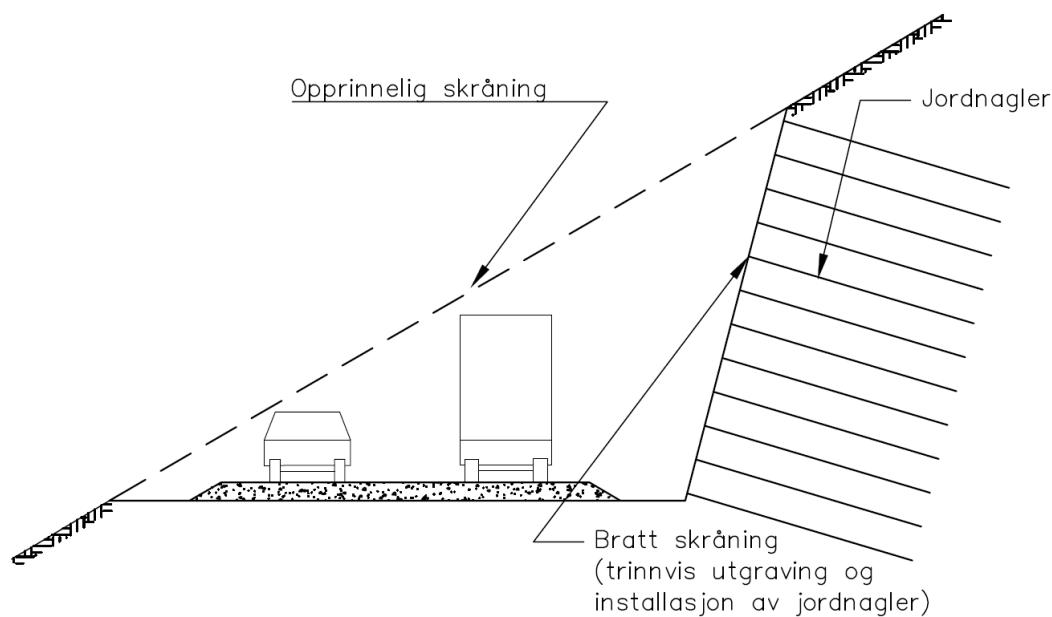 Opprinnelig skråning
Jordnagler
Bratt skråning
(trinnvis utgraving og
installasjon av jordnagler)